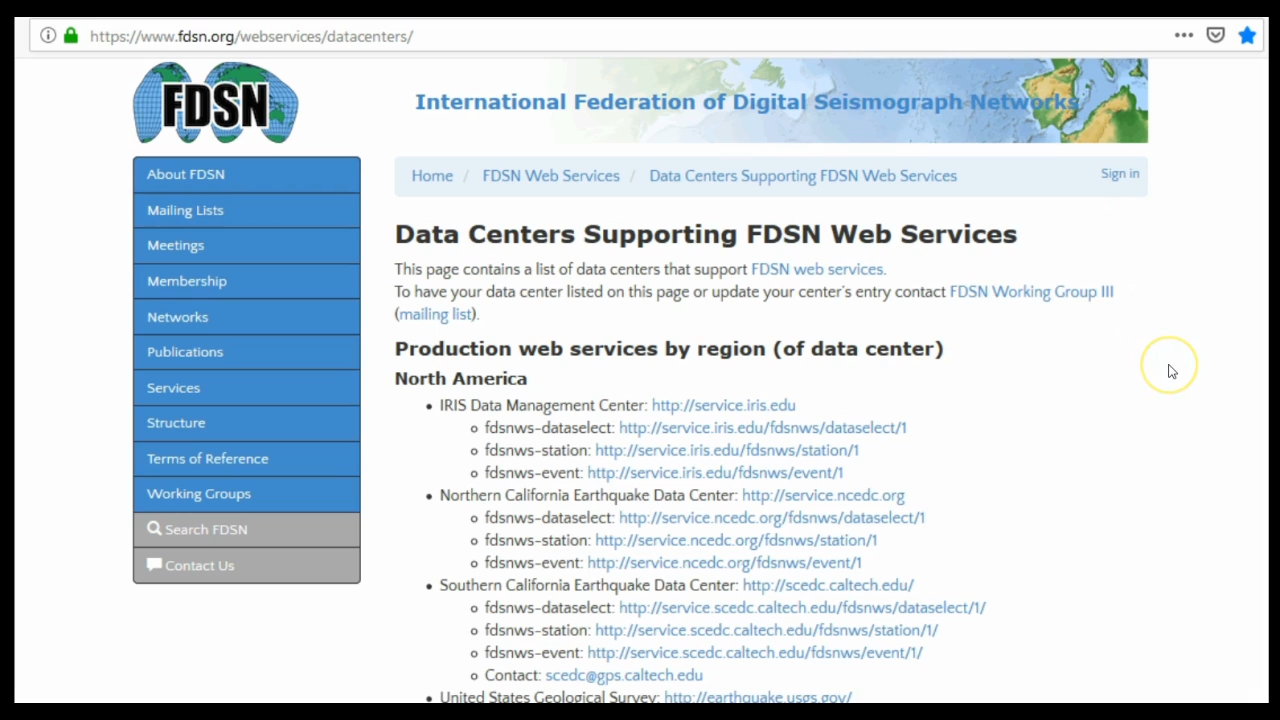 https://www.fdsn.org/webservices/datacenters/
FDSN
International Federation of Digital Seismograph Networks
About FDSN
Mailing Lists
Meetings
Membership
Networks
Publications
Services
Structure
Terms of Reference
Working Groups
Search FDSN
Contact Us
Home / FDSN Web Services / Data Centers Supporting FDSN Web Services
Sign in
Data Centers Supporting FDSN Web Services
This page contains a list of data centers that support FDSN web services.
To have your data center listed on this page or update your center's entry contact FDSN Working Group III
(mailing list).
Production web services by region (of data center)
North America
• IRIS Data Management Center: http://service.iris.edu
o fdsnws-dataselect: http://service.iris.edu/fdsnws/dataselect/1
o fdsnws-station: http://service.iris.edu/fdsnws/station/1
o fdsnws-event: http://service.iris.edu/fdsnws/event/1
• Northern California Earthquake Data Center: http://service.ncedc.org
o fdsnws-dataselect: http://service.ncedc.org/fdsnws/dataselect/1
o fdsnws-station: http://service.ncedc.org/fdsnws/station/1
o fdsnws-event: http://service.ncedc.org/fdsnws/event/1
• Southern California Earthquake Data Center: http://scedc.caltech.edu/
o fdsnws-dataselect: http://service.scedc.caltech.edu/fdsnws/dataselect/1/
o fdsnws-station: http://service.scedc.caltech.edu/fdsnws/station/1/
o fdsnws-event: http://service.scedc.caltech.edu/fdsnws/event/1/
o Contact: scedc@gps.caltech.edu
• United States Geological Survey: http://earthquake.usgs.gov/